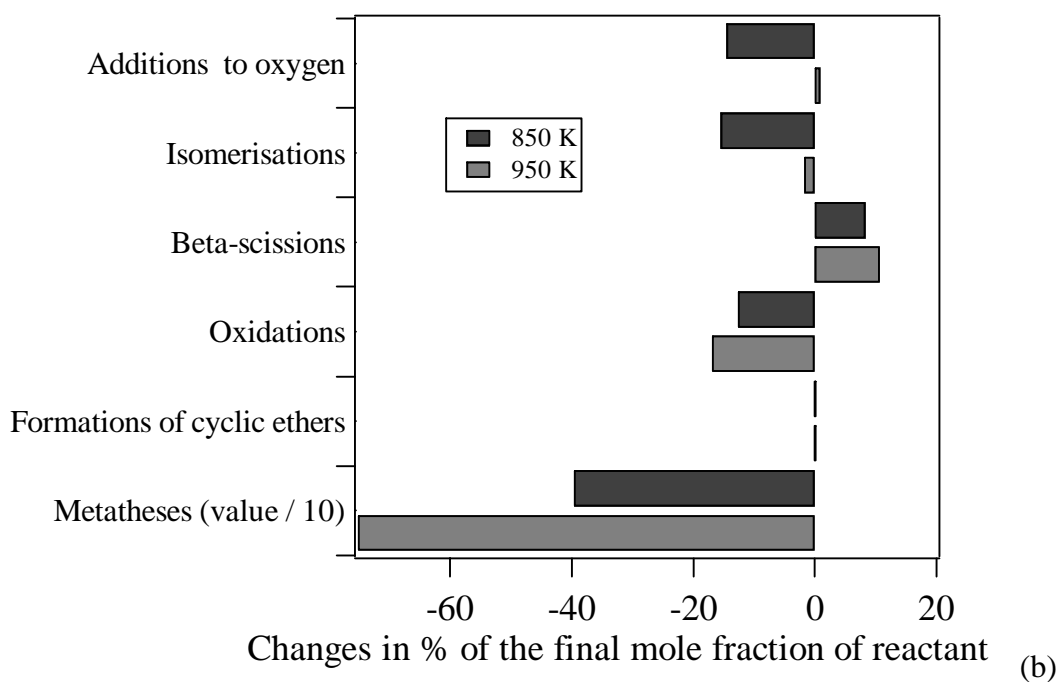 Additions to oxygen
Isomerisations
Beta-scissions
Oxidations
Formations of cyclic ethers
Metatheses (value / 10)
850 K
950 K
-60 -40 -20 0 20
Changes in % of the final mole fraction of reactant
(b)